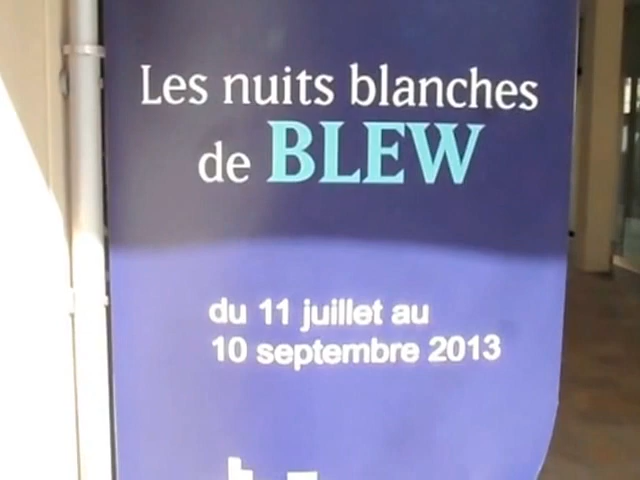 Les nuits blanches
de BLEW
du 11 juillet au
10 septembre 2013